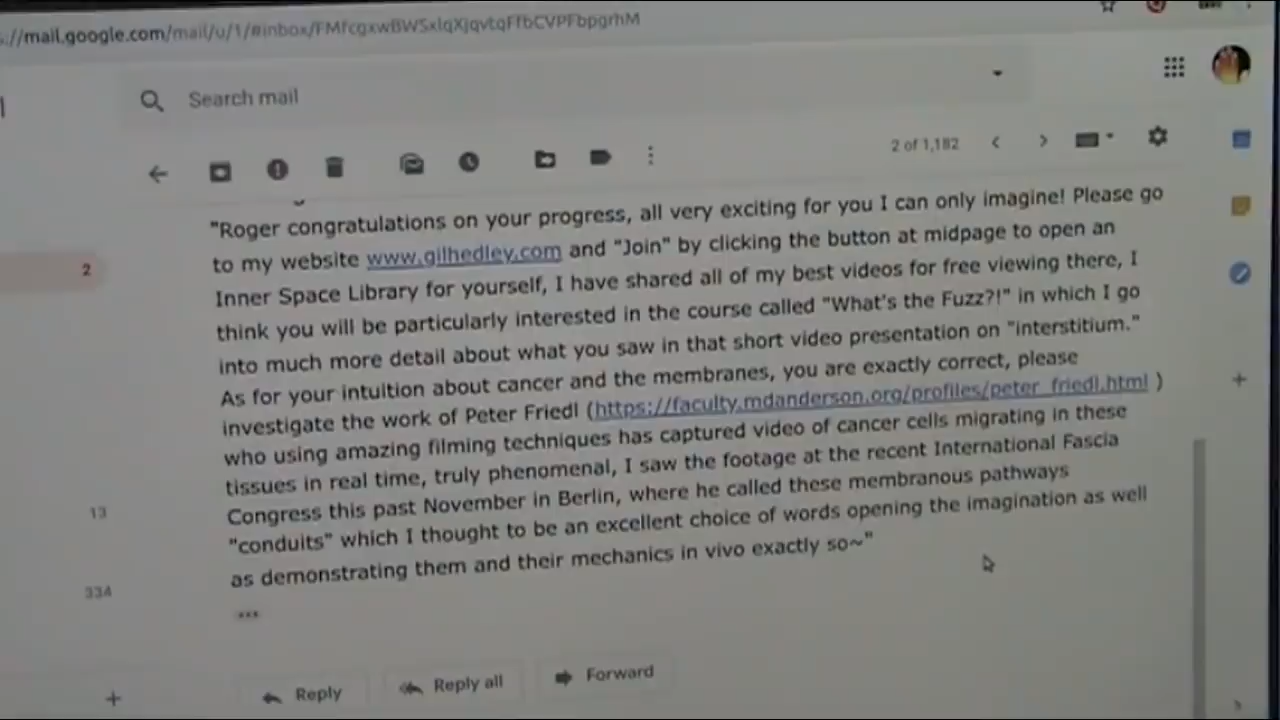 s://mail.google.com/mail/u/1/#inbox/FMfcgxwBWSxlqXjqvtqFfbCVPFbpgrhM
Search mail
2 of 1,182
"Roger congratulations on your progress, all very exciting for you I can only imagine! Please go
to my website www.gilhedley.com and "Join" by clicking the button at midpage to open an
Inner Space Library for yourself, I have shared all of my best videos for free viewing there, I
think you will be particularly interested in the course called "What's the Fuzz?!" in which I go
into much more detail about what you saw in that short video presentation on "interstitium."
As for your intuition about cancer and the membranes, you are exactly correct, please
investigate the work of Peter Friedl (https://faculty.mdanderson.org/profiles/peter_friedl.html )
who using amazing filming techniques has captured video of cancer cells migrating in these
tissues in real time, truly phenomenal, I saw the footage at the recent International Fascia
Congress this past November in Berlin, where he called these membranous pathways
"conduits" which I thought to be an excellent choice of words opening the imagination as well
as demonstrating them and their mechanics in vivo exactly so~"
2
13
334
...
Reply
Reply all
Forward